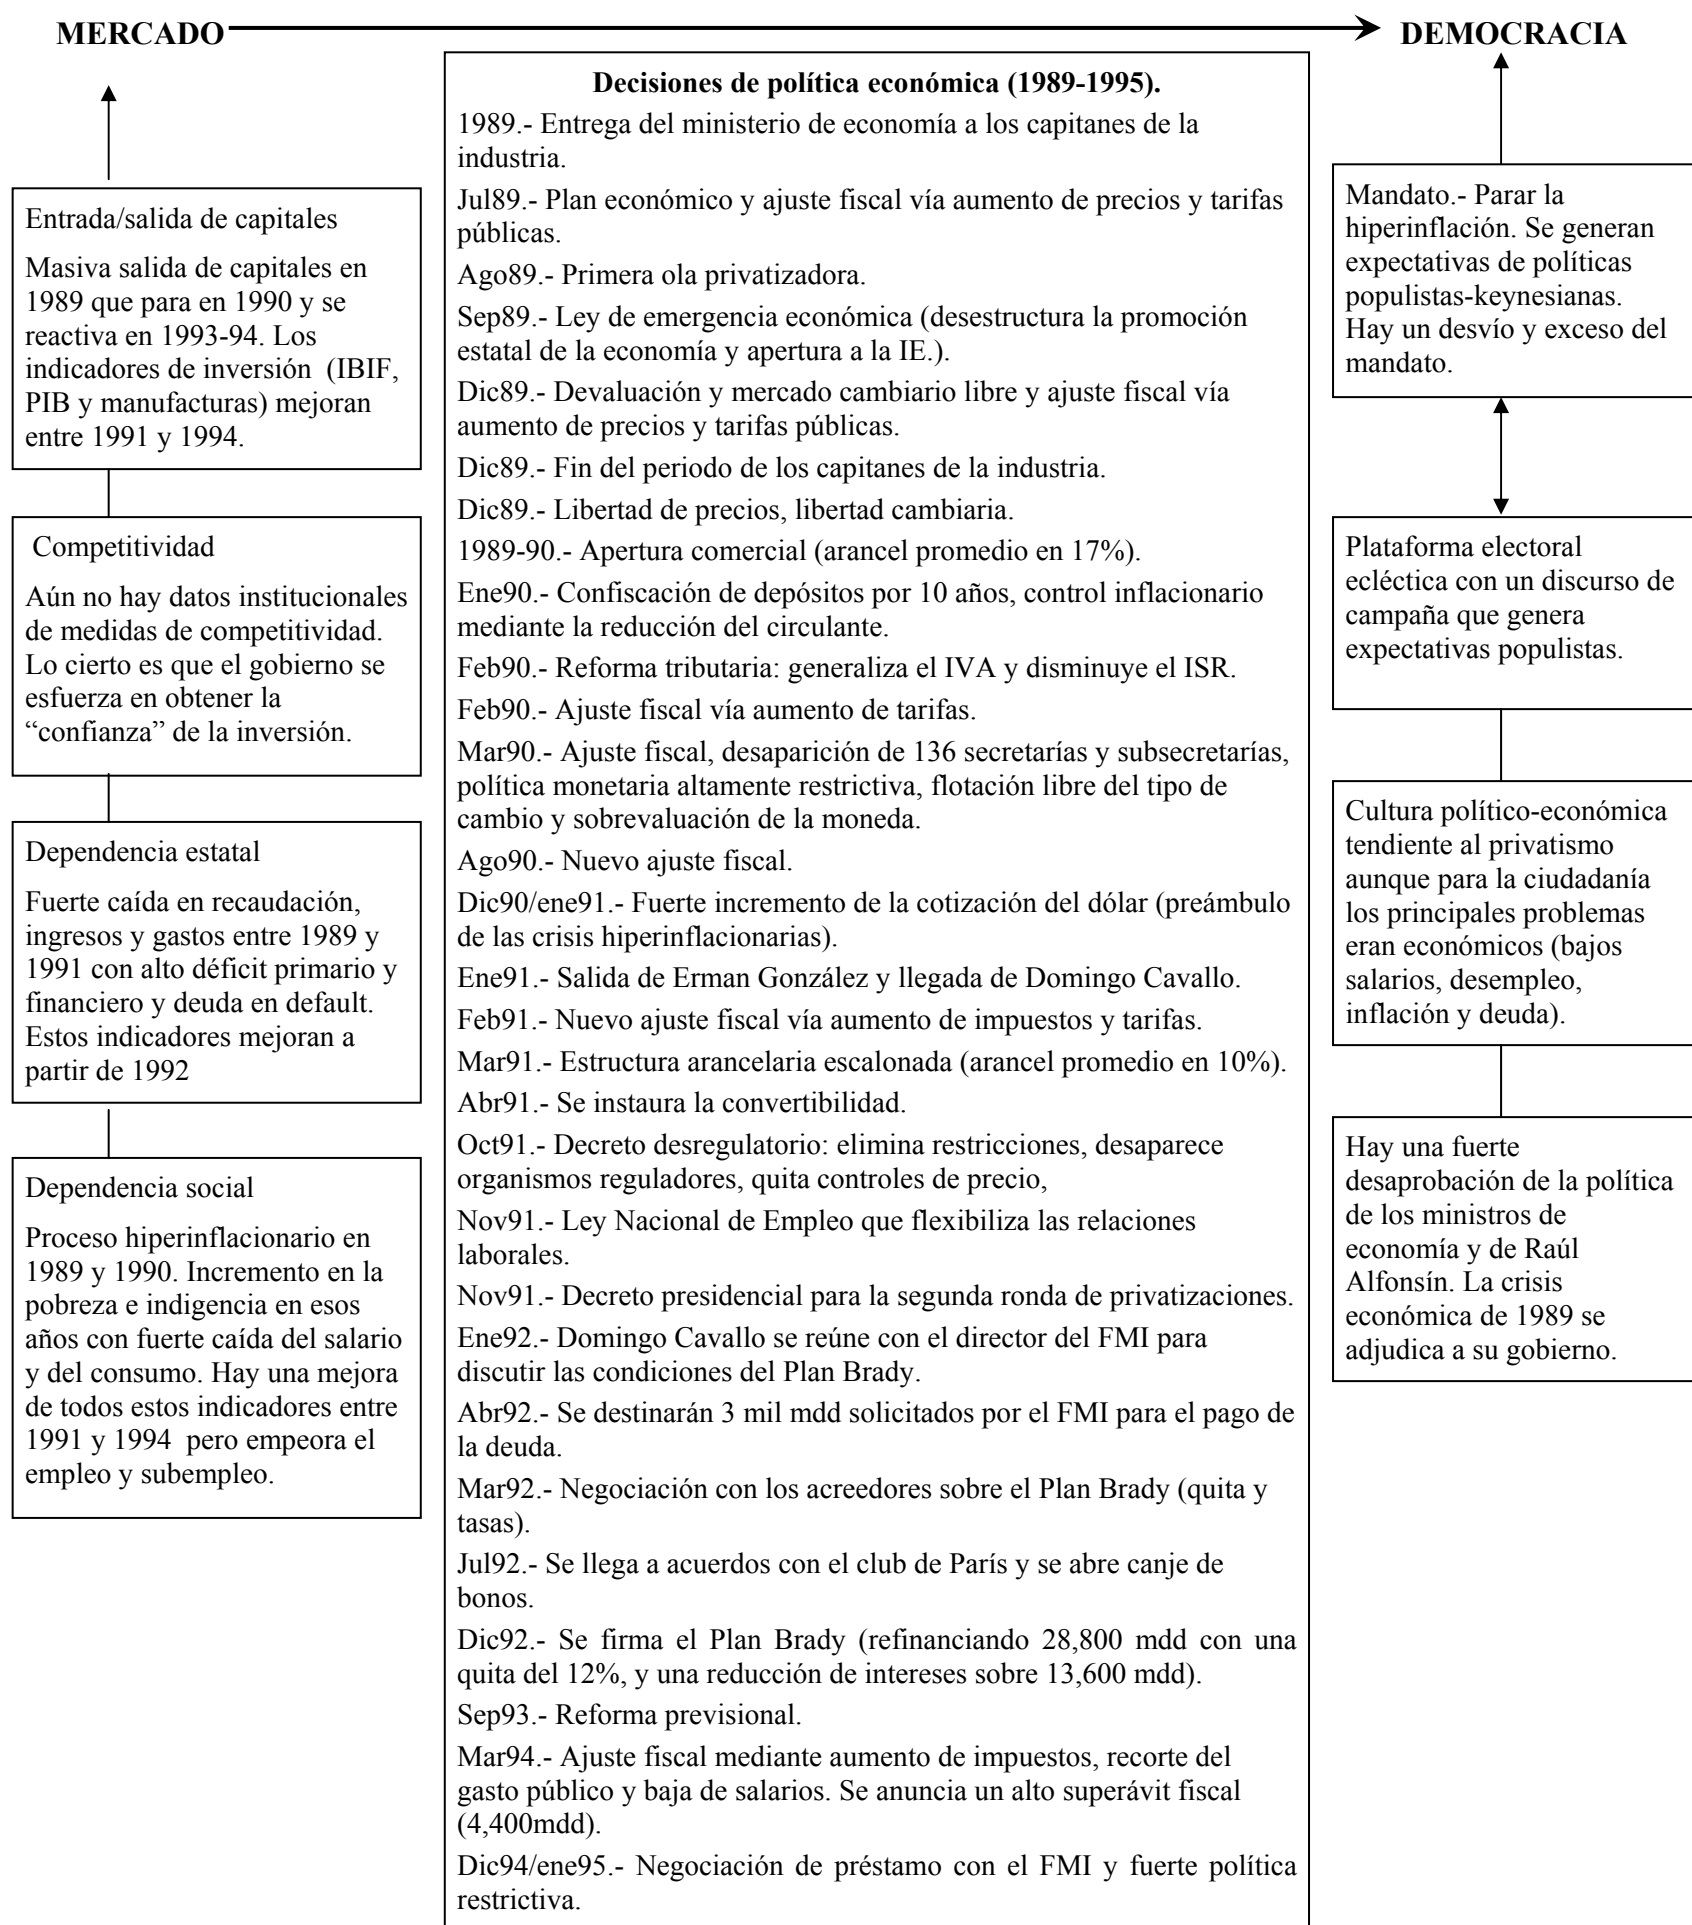 MERCADO
DEMOCRACIA
Entrada/salida de capitales
Masiva salida de capitales en
1989 que para en 1990 y se
reactiva en 1993-94. Los
indicadores de inversión (IBIF,
PIB y manufacturas) mejoran
entre 1991 y 1994.
Competitividad
Aún no hay datos institucionales
de medidas de competitividad.
Lo cierto es que el gobierno se
esfuerza en obtener la
“confianza” de la inversión.
Dependencia estatal
Fuerte caída en recaudación,
ingresos y gastos entre 1989 y
1991 con alto déficit primario y
financiero y deuda en default.
Estos indicadores mejoran a
partir de 1992
Dependencia social
Proceso hiperinflacionario en
1989 y 1990. Incremento en la
pobreza e indigencia en esos
años con fuerte caída del salario
y del consumo. Hay una mejora
de todos estos indicadores entre
1991 y 1994 pero empeora el
empleo y subempleo.
Decisiones de política económica (1989-1995).
1989.- Entrega del ministerio de economía a los capitanes de la
industria.
Jul89.- Plan económico y ajuste fiscal vía aumento de precios y tarifas
públicas.
Ago89.- Primera ola privatizadora.
Sep89.- Ley de emergencia económica (desestructura la promoción
estatal de la economía y apertura a la IE.).
Dic89.- Devaluación y mercado cambiario libre y ajuste fiscal vía
aumento de precios y tarifas públicas.
Dic89.- Fin del periodo de los capitanes de la industria.
Dic89.- Libertad de precios, libertad cambiaria.
1989-90.- Apertura comercial (arancel promedio en 17%).
Ene90.- Confiscación de depósitos por 10 años, control inflacionario
mediante la reducción del circulante.
Feb90.- Reforma tributaria: generaliza el IVA y disminuye el ISR.
Feb90.- Ajuste fiscal vía aumento de tarifas.
Mar90.- Ajuste fiscal, desaparición de 136 secretarías y subsecretarías,
política monetaria altamente restrictiva, flotación libre del tipo de
cambio y sobrevaluación de la moneda.
Ago90.- Nuevo ajuste fiscal.
Dic90/ene91.- Fuerte incremento de la cotización del dólar (preámbulo
de las crisis hiperinflacionarias).
Ene91.- Salida de Erman González y llegada de Domingo Cavallo.
Feb91.- Nuevo ajuste fiscal vía aumento de impuestos y tarifas.
Mar91.- Estructura arancelaria escalonada (arancel promedio en 10%).
Abr91.- Se instaura la convertibilidad.
Oct91.- Decreto desregulatorio: elimina restricciones, desaparece
organismos reguladores, quita controles de precio,
Nov91.- Ley Nacional de Empleo que flexibiliza las relaciones
laborales.
Nov91.- Decreto presidencial para la segunda ronda de privatizaciones.
Ene92.- Domingo Cavallo se reúne con el director del FMI para
discutir las condiciones del Plan Brady.
Abr92.- Se destinarán 3 mil mdd solicitados por el FMI para el pago de
la deuda.
Mar92.- Negociación con los acreedores sobre el Plan Brady (quita y
tasas).
Jul92.- Se llega a acuerdos con el club de París y se abre canje de
bonos.
Dic92.- Se firma el Plan Brady (refinanciando 28,800 mdd con una
quita del 12%, y una reducción de intereses sobre 13,600 mdd).
Sep93.- Reforma previsional.
Mar94.- Ajuste fiscal mediante aumento de impuestos, recorte del
gasto público y baja de salarios. Se anuncia un alto superávit fiscal
(4,400mdd).
Dic94/ene95.- Negociación de préstamo con el FMI y fuerte política
restrictiva.
Mandato.- Parar la
hiperinflación. Se generan
expectativas de políticas
populistas-keynesianas.
Hay un desvío y exceso del
mandato.
Plataforma electoral
ecléctica con un discurso de
campaña que genera
expectativas populistas.
Cultura político-económica
tendiente al privatismo
aunque para la ciudadanía
los principales problemas
eran económicos (bajos
salarios, desempleo,
inflación y deuda).
Hay una fuerte
desaprobación de la política
de los ministros de
economía y de Raúl
Alfonsín. La crisis
económica de 1989 se
adjudica a su gobierno.